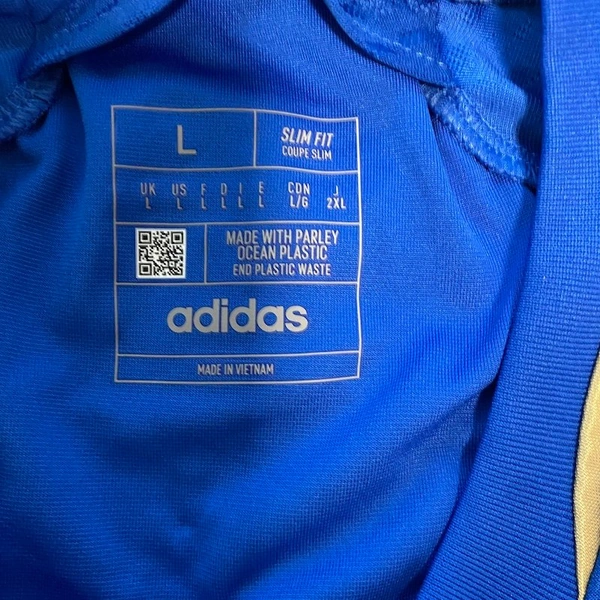 L
SLIM FIT
COUPE SLIM
UK US F D I E CDN J
L L L L L L L/G 2XL
MADE WITH PARLEY
OCEAN PLASTIC
END PLASTIC WASTE
adidas
MADE IN VIETNAM